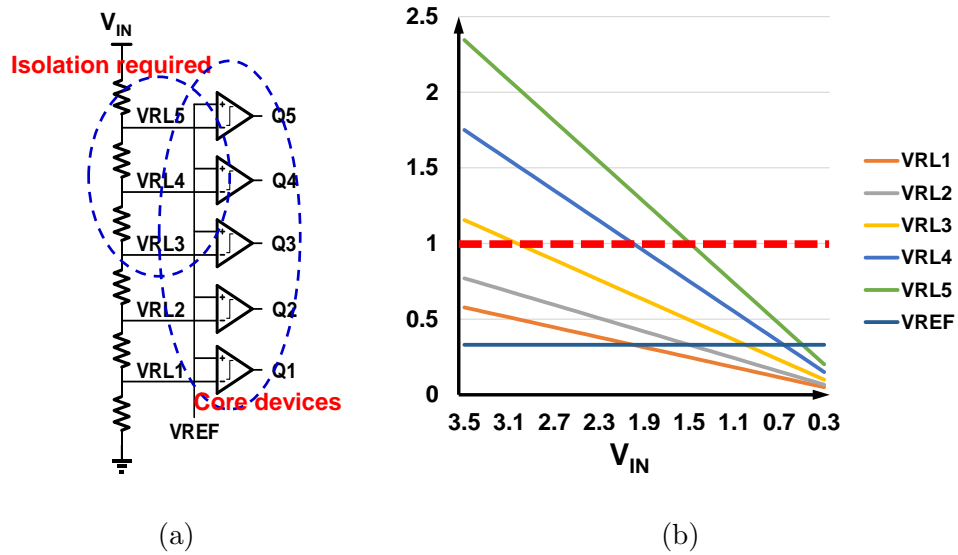 V_IN
Isolation required
VRL5
Q5
VRL4
Q4
VRL3
Q3
VRL2
Q2
VRL1
Q1
Core devices
VREF
+
-
+
-
+
-
+
-
+
-
(a)
2.5
2
1.5
1
0.5
0
3.5 3.1 2.7 2.3 1.9 1.5 1.1 0.7 0.3
V_IN
VRL1
VRL2
VRL3
VRL4
VRL5
VREF
(b)